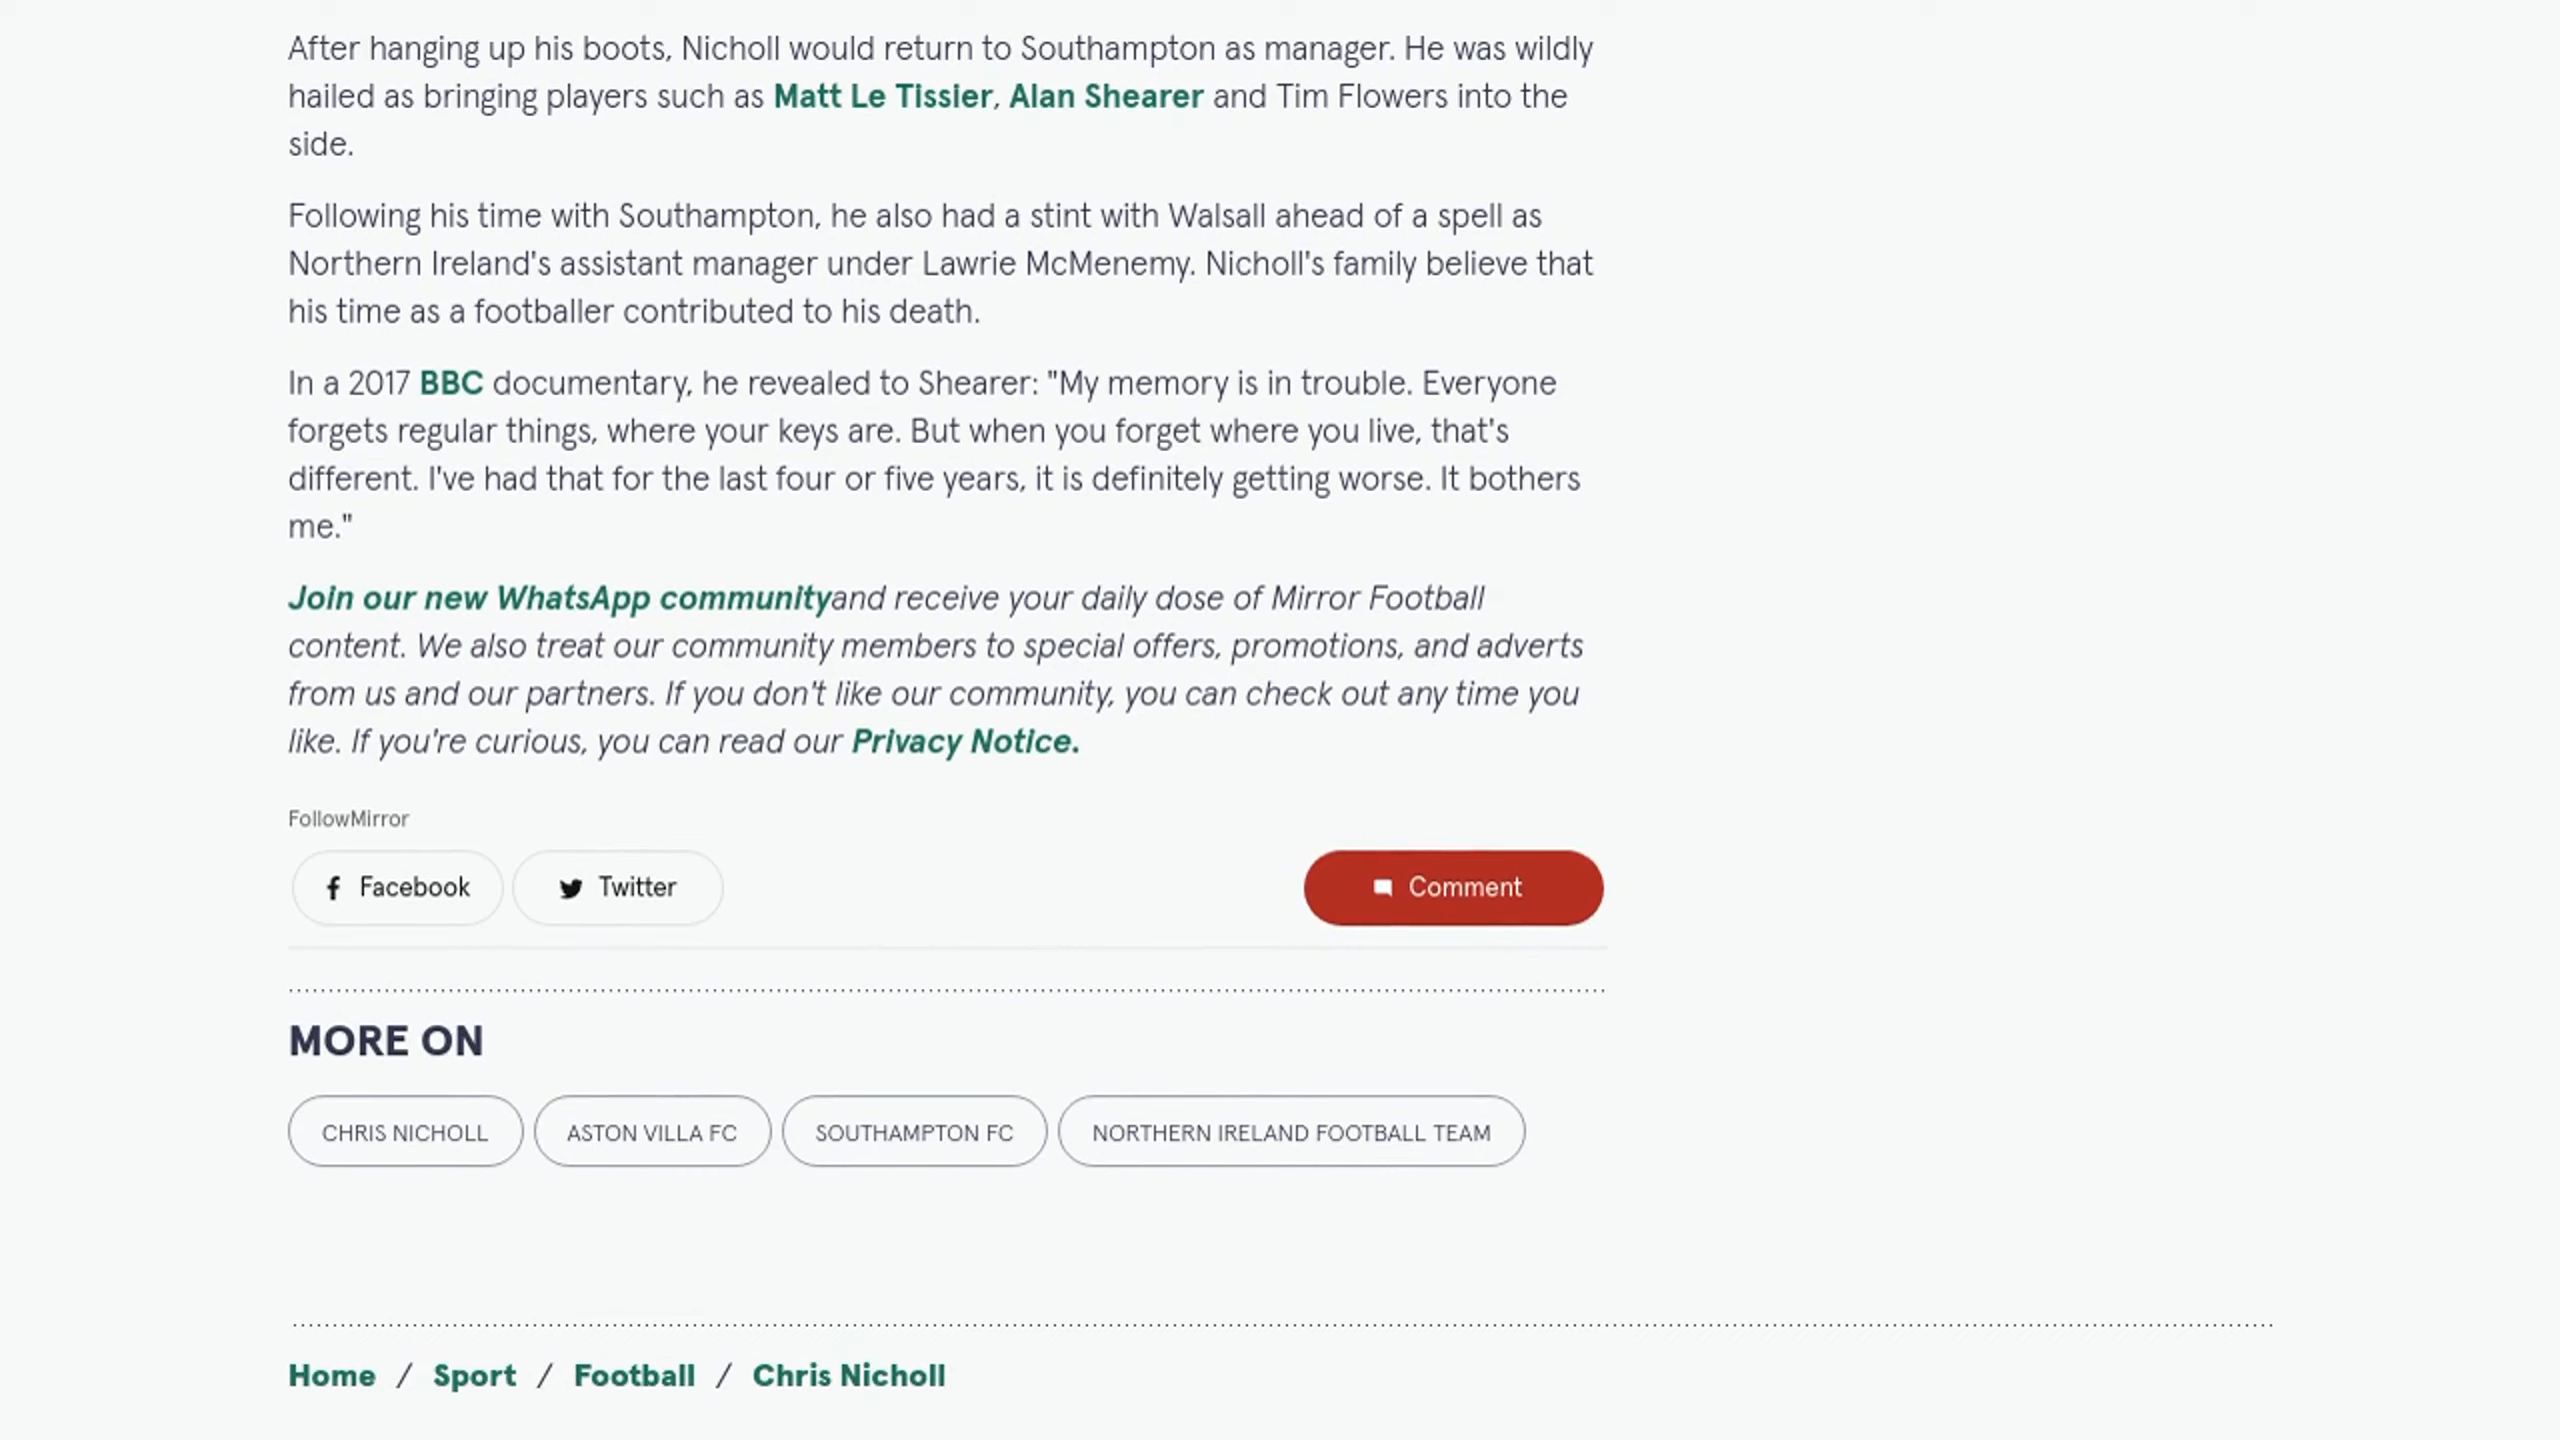 After hanging up his boots, Nicholl would return to Southampton as manager. He was wildly
hailed as bringing players such as Matt Le Tissier, Alan Shearer and Tim Flowers into the
side.
Following his time with Southampton, he also had a stint with Walsall ahead of a spell as
Northern Ireland's assistant manager under Lawrie McMenemy. Nicholl's family believe that
his time as a footballer contributed to his death.
In a 2017 BBC documentary, he revealed to Shearer: "My memory is in trouble. Everyone
forgets regular things, where your keys are. But when you forget where you live, that's
different. I've had that for the last four or five years, it is definitely getting worse. It bothers
me."
Join our new WhatsApp communityand receive your daily dose of Mirror Football
content. We also treat our community members to special offers, promotions, and adverts
from us and our partners. If you don't like our community, you can check out any time you
like. If you're curious, you can read our Privacy Notice.
FollowMirror
Facebook Twitter Comment
MORE ON
CHRIS NICHOLL ASTON VILLA FC SOUTHAMPTON FC NORTHERN IRELAND FOOTBALL TEAM
Home / Sport / Football / Chris Nicholl